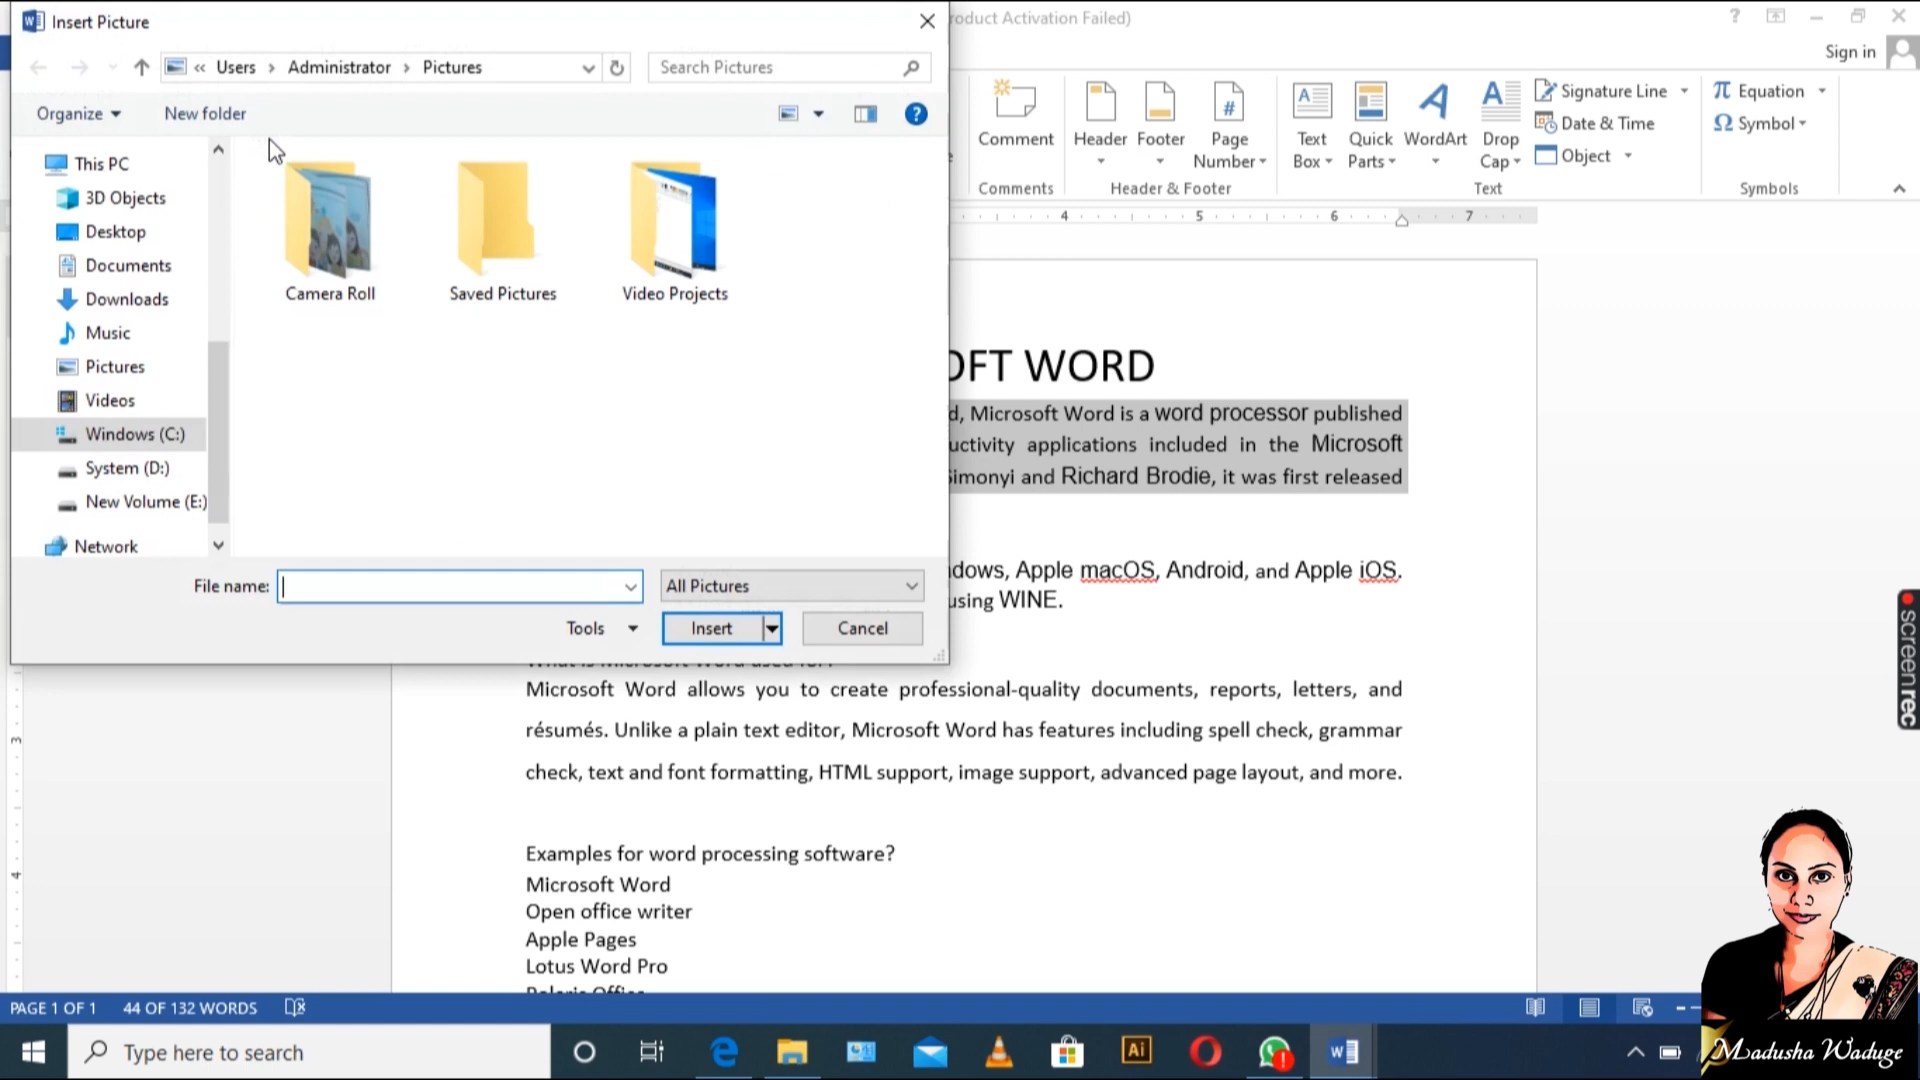 Insert Picture
roduct Activation Failed)
Sign in
« Users › Administrator › Pictures
Search Pictures
Organize
New folder
This PC
3D Objects
Desktop
Documents
Downloads
Music
Pictures
Videos
Windows (C:)
System (D:)
New Volume (E:)
Network
Camera Roll
Saved Pictures
Video Projects
File name:
All Pictures
Tools
Insert
Cancel
Comment
Header
Footer
Page Number
Text Box
Quick Parts
WordArt
Drop Cap
Signature Line
Date & Time
Object
π Equation
Ω Symbol
Comments
Header & Footer
Text
Symbols
4 5 6 7
OFT WORD
d, Microsoft Word is a word processor published
uctivity applications included in the Microsoft
imonyi and Richard Brodie, it was first released
dows, Apple macOS, Android, and Apple iOS.
using WINE.
Microsoft Word allows you to create professional-quality documents, reports, letters, and
résumés. Unlike a plain text editor, Microsoft Word has features including spell check, grammar
check, text and font formatting, HTML support, image support, advanced page layout, and more.
Examples for word processing software?
Microsoft Word
Open office writer
Apple Pages
Lotus Word Pro
3
4
screenrec
PAGE 1 OF 1
44 OF 132 WORDS
Type here to search
Ai
Madusha Waduge